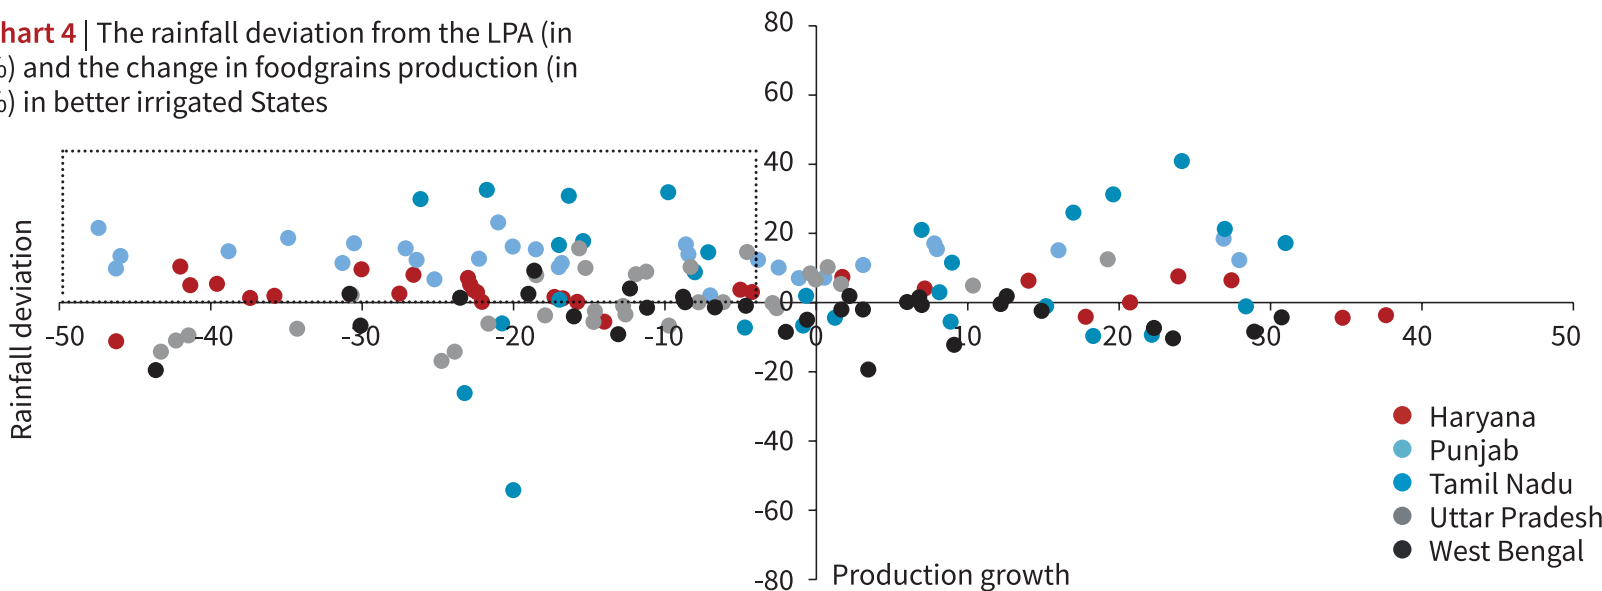 hart 4 | The rainfall deviation from the LPA (in
%) and the change in foodgrains production (in
%) in better irrigated States
80
60
40
20
0
-50 -40 -30 -20 -10 0 10 20 30 40 50
-20
-40
-60
-80
Rainfall deviation
Production growth
Haryana
Punjab
Tamil Nadu
Uttar Pradesh
West Bengal